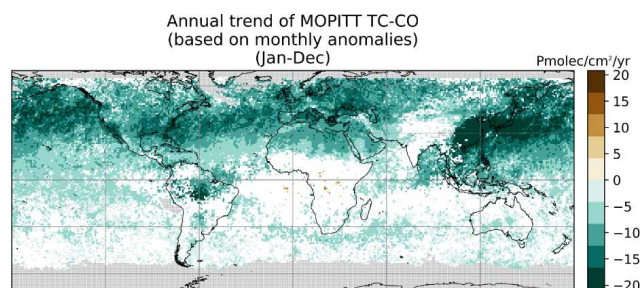 Annual trend of MOPITT TC-CO
(based on monthly anomalies)
(Jan-Dec)
Pmolec/cm²/yr
20
15
10
5
0
−5
−10
−15
−20